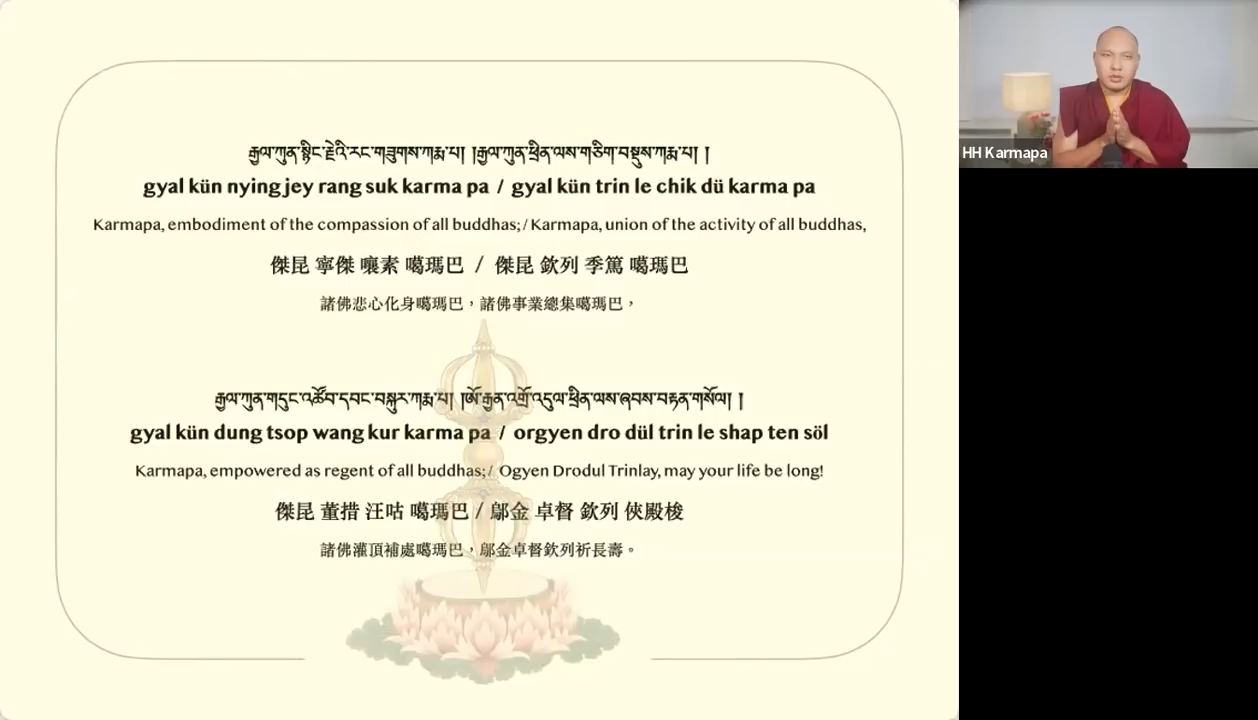 རྒྱལ་ཀུན་སྙིང་རྗེའི་རང་གཟུགས་ཀརྨ་པ། །རྒྱལ་ཀུན་ཕྲིན་ལས་གཅིག་བསྡུས་ཀརྨ་པ། །
gyal kün nying jey rang suk karma pa / gyal kün trin le chik dü karma pa
Karmapa, embodiment of the compassion of all buddhas; / Karmapa, union of the activity of all buddhas,
傑昆 寧傑 嚷素 噶瑪巴 / 傑昆 欽列 季篤 噶瑪巴
諸佛悲心化身噶瑪巴，諸佛事業總集噶瑪巴，
རྒྱལ་ཀུན་གདུང་འཚོབ་དབང་བསྐུར་ཀརྨ་པ། །ཨོ་རྒྱན་འགྲོ་འདུལ་ཕྲིན་ལས་ཞབས་བརྟན་གསོལ། །
gyal kün dung tsop wang kur karma pa / orgyen dro dül trin le shap ten söl
Karmapa, empowered as regent of all buddhas; / Ogyen Drodul Trinlay, may your life be long!
傑昆 董措 汪咕 噶瑪巴 / 鄔金 卓督 欽列 俠殿梭
諸佛灌頂補處噶瑪巴，鄔金卓督欽列祈長壽。
HH Karmapa